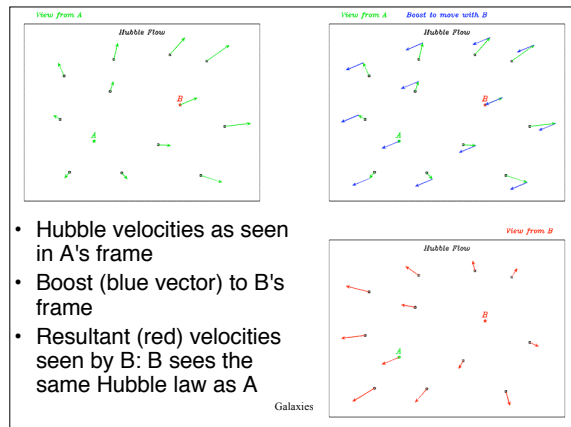 View from A
Hubble Flow
B
A
View from A Boost to move with B
Hubble Flow
B
A
• Hubble velocities as seen
in A's frame
• Boost (blue vector) to B's
frame
• Resultant (red) velocities
seen by B: B sees the
same Hubble law as A
View from B
Hubble Flow
B
A
Galaxies